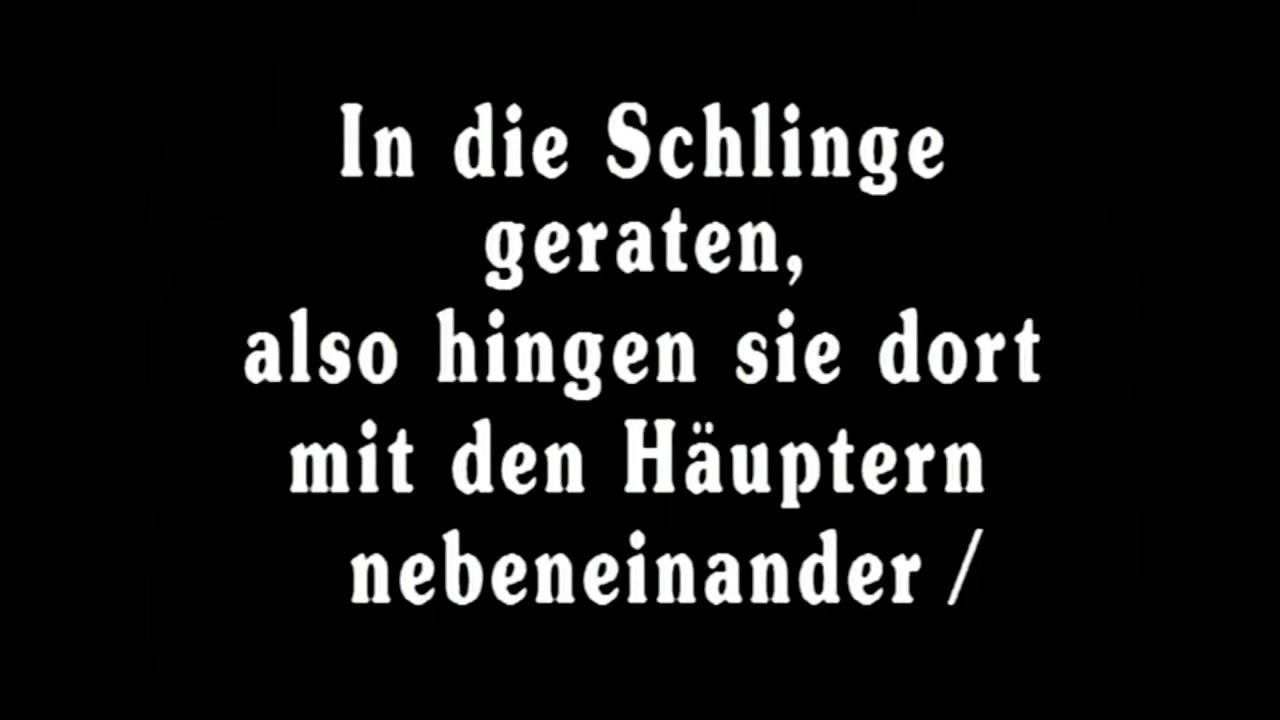 In die Schlinge
geraten,
also hingen sie dort
mit den Häuptern
nebeneinander /